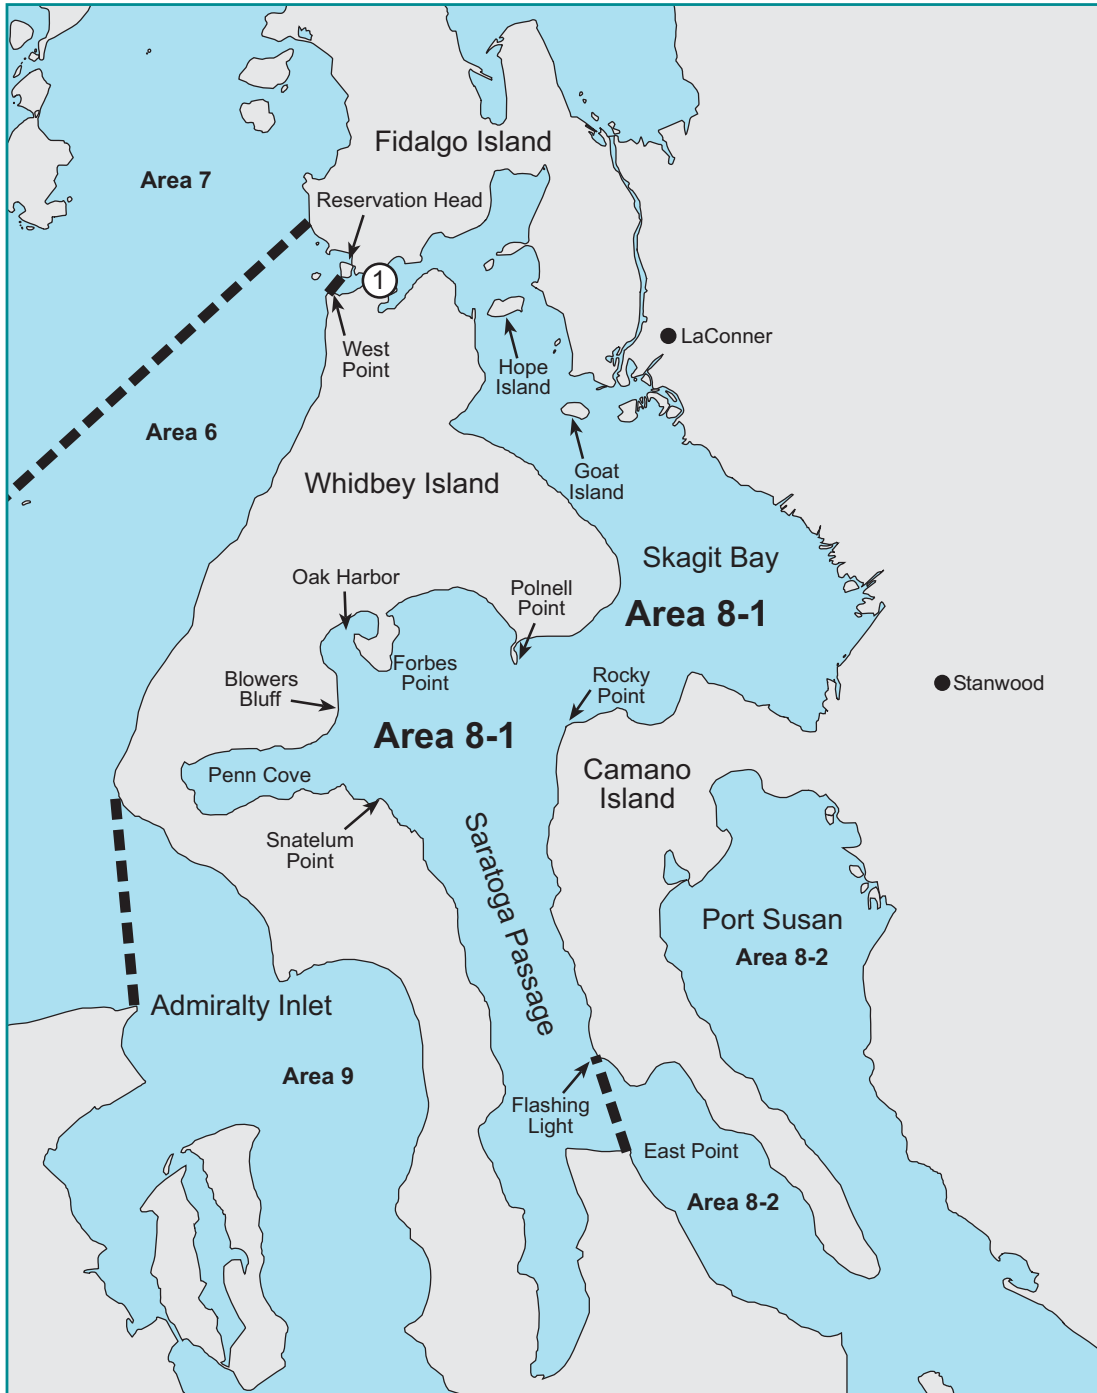 Fidalgo Island
Area 7
Reservation Head
1
LaConner
West
Point
Hope
Island
Area 6
Goat
Island
Whidbey Island
Skagit Bay
Oak Harbor
Polnell
Point
Area 8-1
Forbes
Point
Blowers
Bluff
Rocky
Point
Stanwood
Area 8-1
Penn Cove
Camano
Island
Snatelum
Point
Saratoga Passage
Port Susan
Area 8-2
Admiralty Inlet
Area 9
Flashing
Light
East Point
Area 8-2